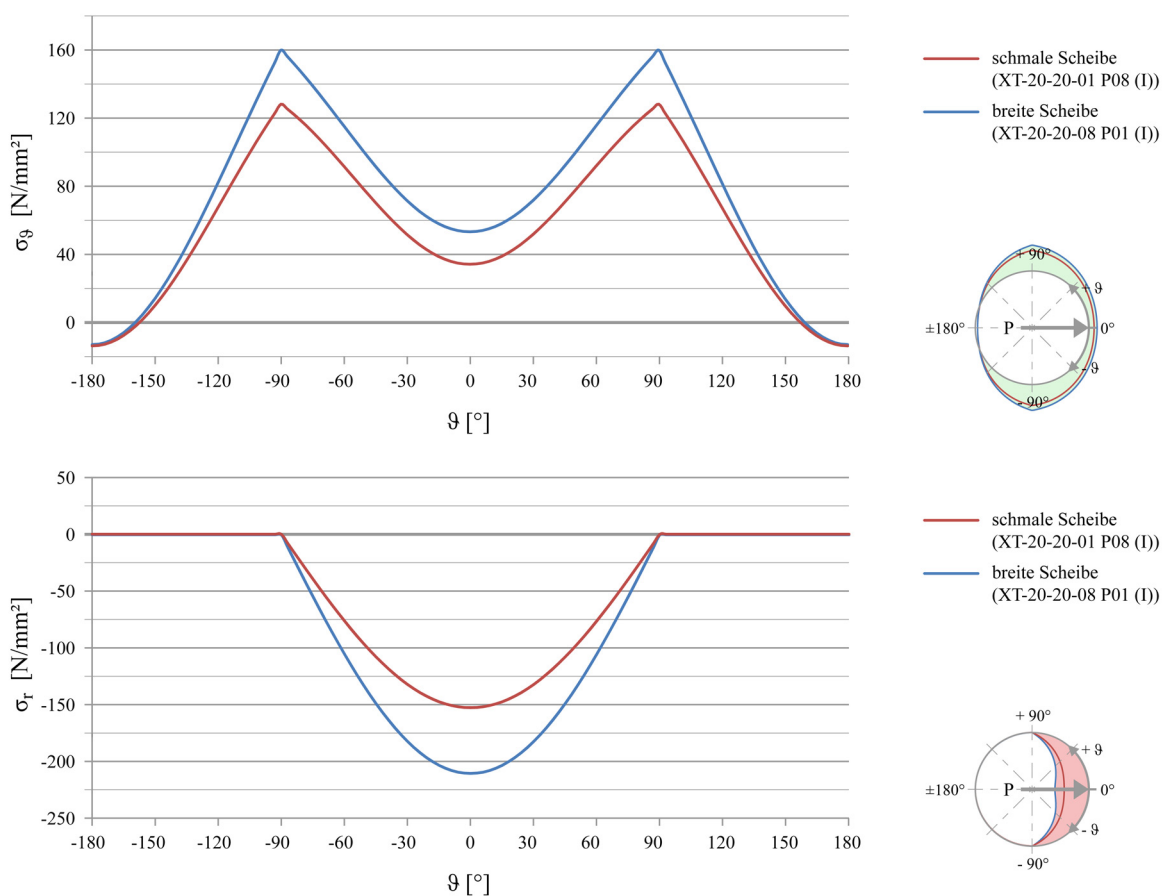 160
120
80
40
0
σϑ [N/mm²]
-180 -150 -120 -90 -60 -30 0 30 60 90 120 150 180
ϑ [°]
schmale Scheibe
(XT-20-20-01 P08 (I))
breite Scheibe
(XT-20-20-08 P01 (I))
+ 90°
+ ϑ
±180° P 0°
- ϑ
- 90°
50
0
-50
-100
-150
-200
-250
σr [N/mm²]
-180 -150 -120 -90 -60 -30 0 30 60 90 120 150 180
ϑ [°]
schmale Scheibe
(XT-20-20-01 P08 (I))
breite Scheibe
(XT-20-20-08 P01 (I))
+ 90°
+ ϑ
±180° P 0°
- ϑ
- 90°